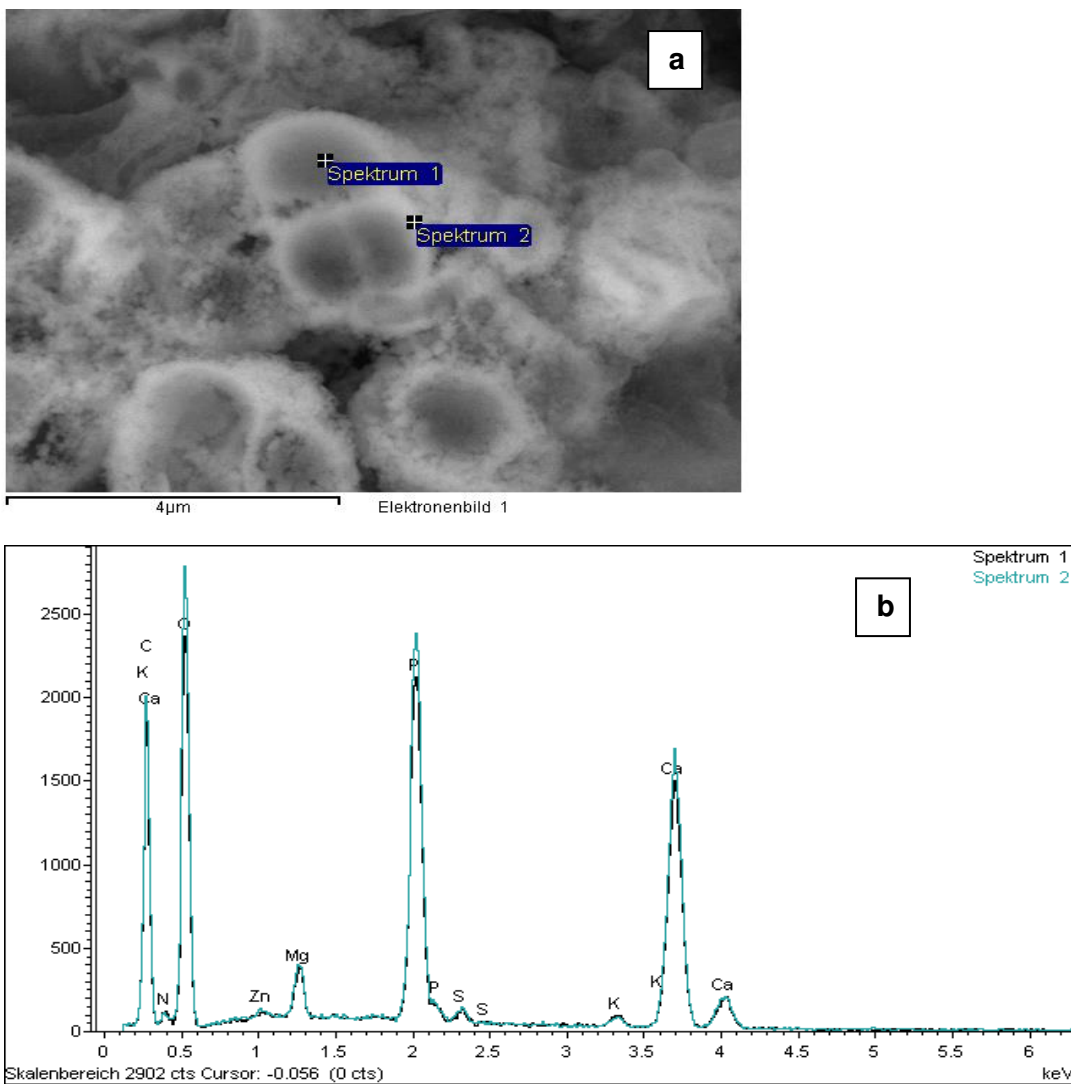 a
Spektrum 1
Spektrum 2
4µm
Elektronenbild 1
Spektrum 1
Spektrum 2
b
2500
2000
1500
1000
500
0
C
K
Ca
N
O
Zn
Mg
P
P
S
S
K
K
Ca
Ca
0 0.5 1 1.5 2 2.5 3 3.5 4 4.5 5 5.5 6
Skalenbereich 2902 cts Cursor: -0.056 (0 cts)
keV